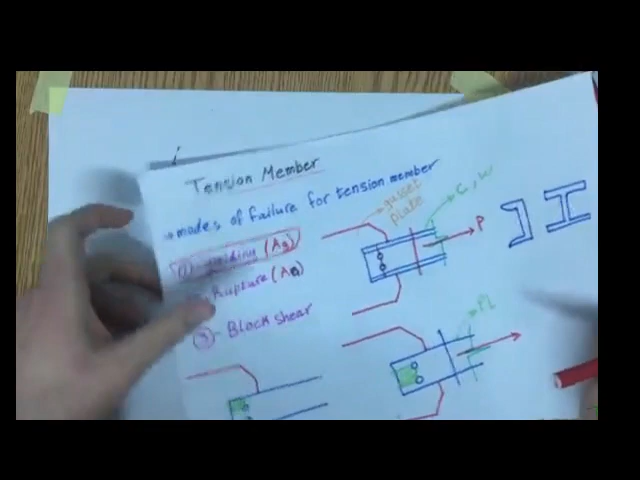 Tension Member
modes of failure for tension member
(1) yielding (Ag)
Rupture (Ae)
(3)- Block shear
gusset
plate
C, W
P
PL